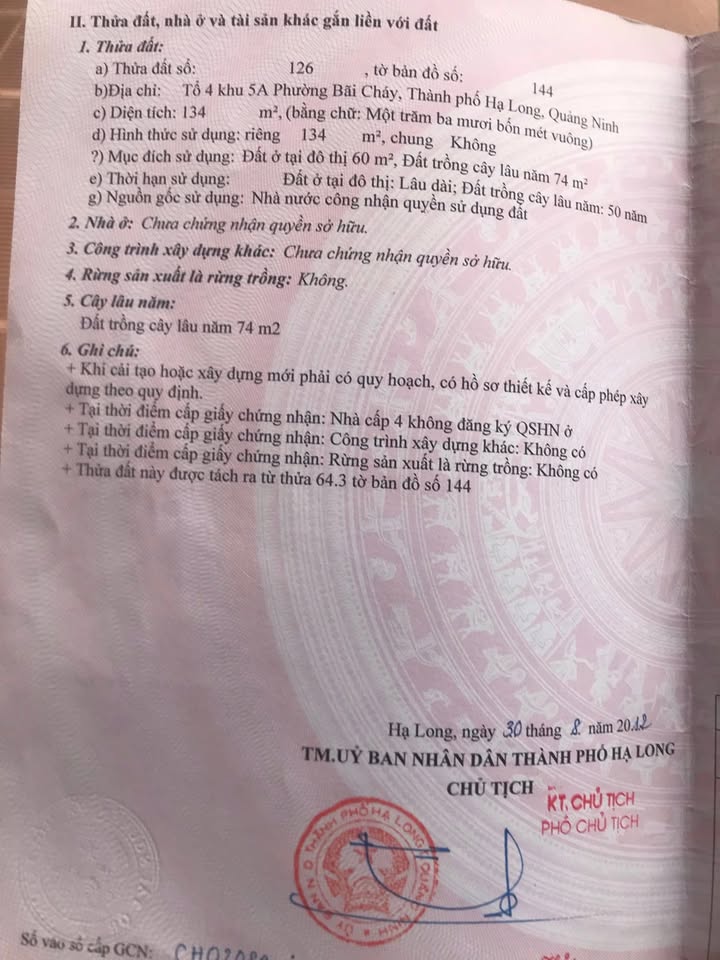 II. Thửa đất, nhà ở và tài sản khác gắn liền với đất
1. Thửa đất:
a) Thửa đất số: 126 , tờ bản đồ số: 144
b)Địa chỉ: Tổ 4 khu 5A Phường Bãi Cháy, Thành phố Hạ Long, Quảng Ninh
c) Diện tích: 134 m², (bằng chữ: Một trăm ba mươi bốn mét vuông)
d) Hình thức sử dụng: riêng 134 m², chung Không
?) Mục đích sử dụng: Đất ở tại đô thị 60 m², Đất trồng cây lâu năm 74 m²
e) Thời hạn sử dụng: Đất ở tại đô thị: Lâu dài; Đất trồng cây lâu năm: 50 năm
g) Nguồn gốc sử dụng: Nhà nước công nhận quyền sử dụng đất
2. Nhà ở: Chưa chứng nhận quyền sở hữu.
3. Công trình xây dựng khác: Chưa chứng nhận quyền sở hữu.
4. Rừng sản xuất là rừng trồng: Không.
5. Cây lâu năm:
Đất trồng cây lâu năm 74 m2
6. Ghi chú:
+ Khi cải tạo hoặc xây dựng mới phải có quy hoạch, có hồ sơ thiết kế và cấp phép xây
dựng theo quy định.
+ Tại thời điểm cấp giấy chứng nhận: Nhà cấp 4 không đăng ký QSHN ở
+ Tại thời điểm cấp giấy chứng nhận: Công trình xây dựng khác: Không có
+ Tại thời điểm cấp giấy chứng nhận: Rừng sản xuất là rừng trồng: Không có
+ Thửa đất này được tách ra từ thửa 64.3 tờ bản đồ số 144
Hạ Long, ngày 30 tháng 8 năm 2012
TM.UỶ BAN NHÂN DÂN THÀNH PHỐ HẠ LONG
CHỦ TỊCH
KT. CHỦ TỊCH
PHÓ CHỦ TỊCH
Số vào sổ cấp GCN: